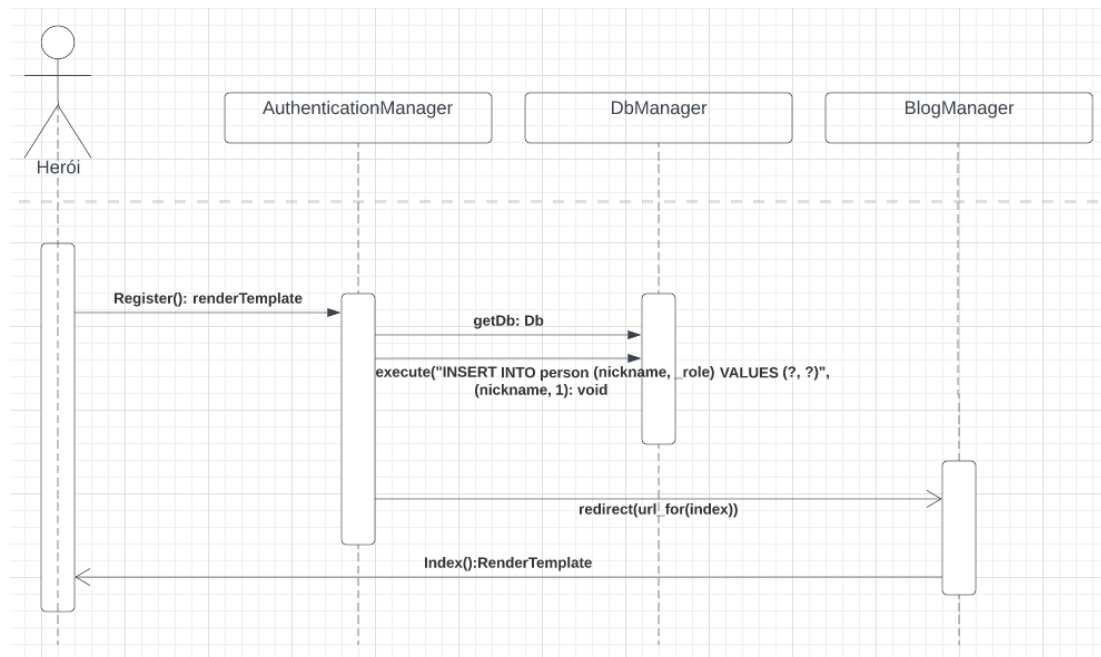 AuthenticationManager
DbManager
BlogManager
Herói
Register(): renderTemplate
getDb: Db
execute("INSERT INTO person (nickname, _role) VALUES (?, ?)",
(nickname, 1): void
redirect(url_for(index))
Index():RenderTemplate